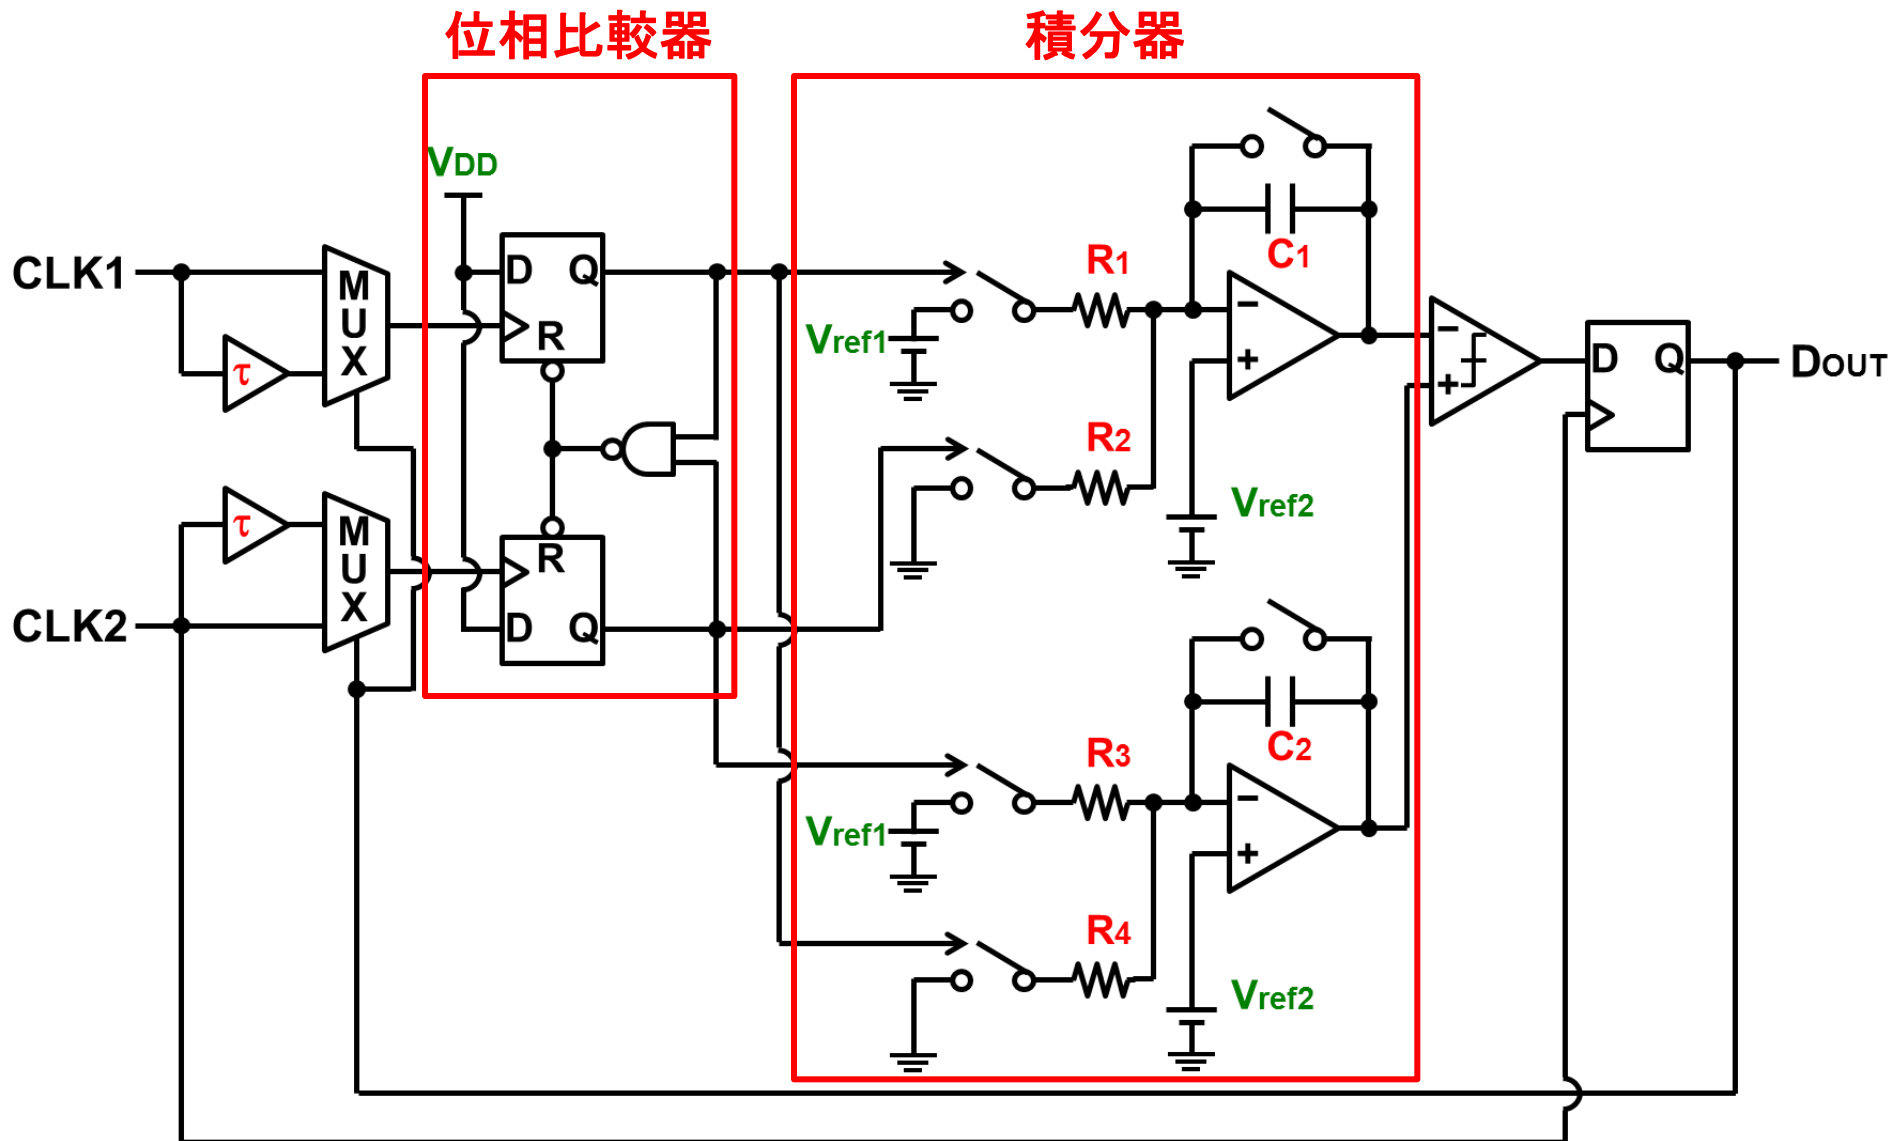 位相比較器
積分器
VDD
CLK1
MUX
τ
D Q
R
R1
C1
Vref1
R2
Vref2
D Q
DOUT
τ
MUX
R
D Q
CLK2
R3
C2
Vref1
R4
Vref2